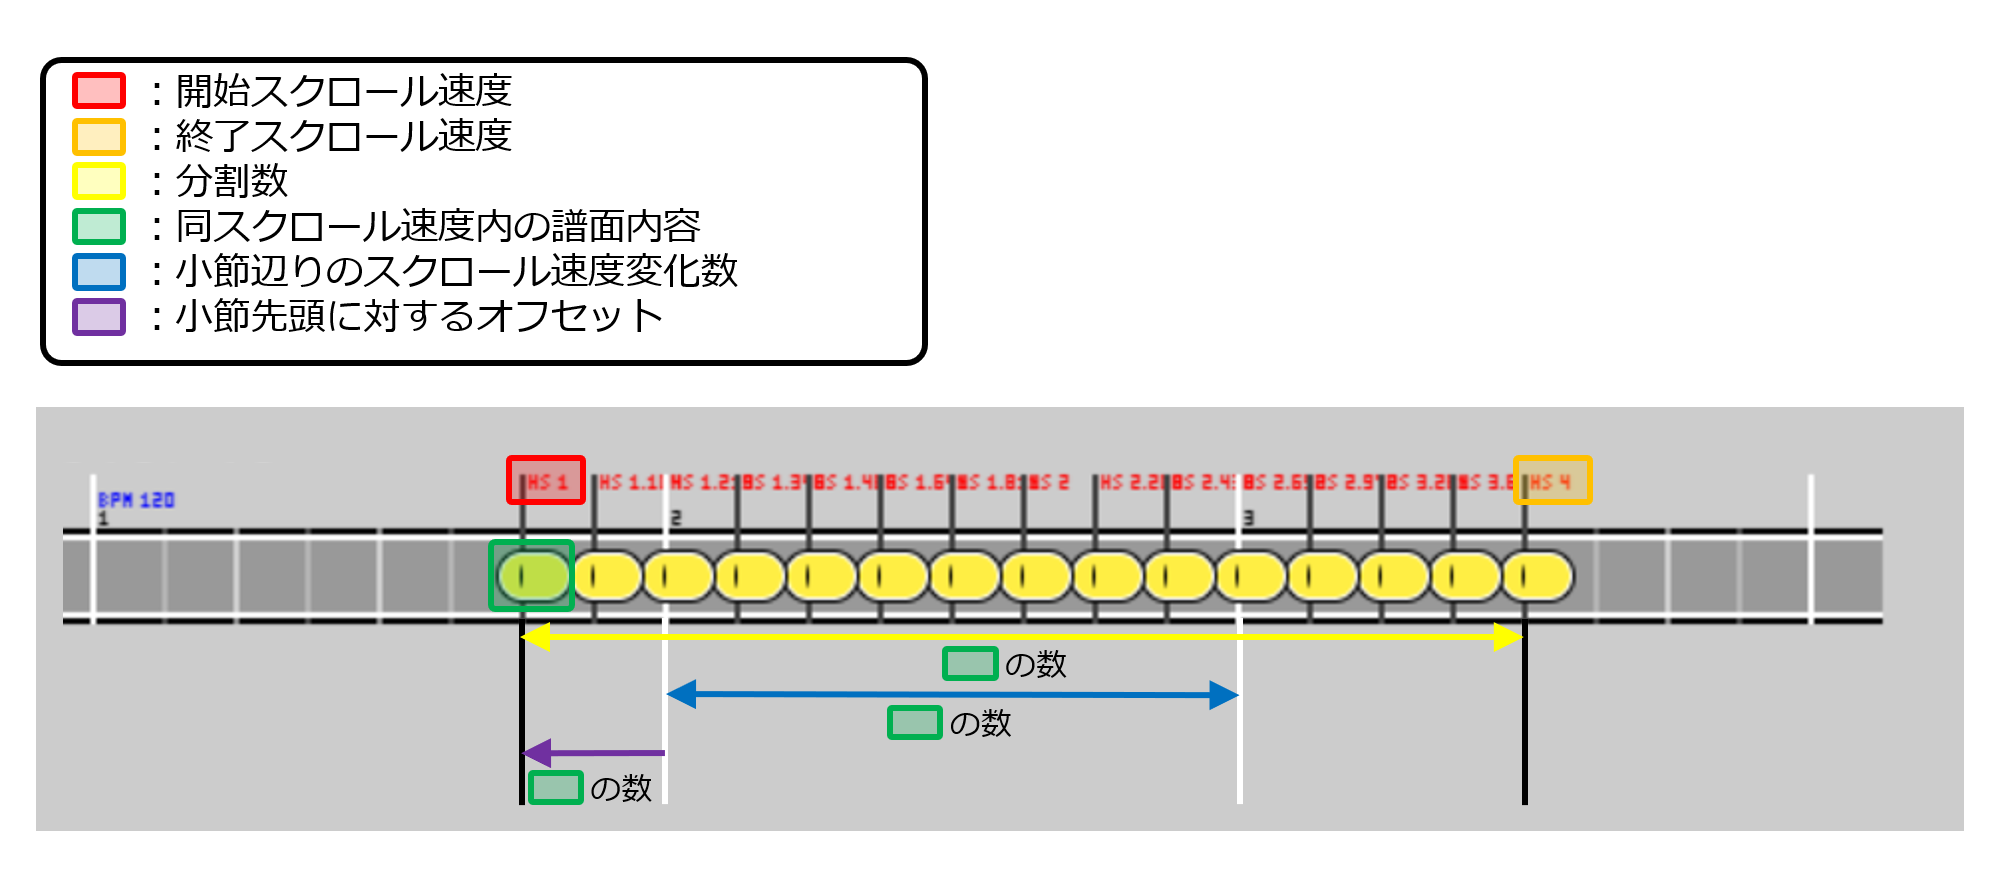 ：開始スクロール速度
：終了スクロール速度
：分割数
：同スクロール速度内の譜面内容
：小節辺りのスクロール速度変化数
：小節先頭に対するオフセット
HS 1 HS 1.1 HS 1.2 HS 1.3 HS 1.4 HS 1.6 HS 1.8 HS 2 HS 2.2 HS 2.4 HS 2.6 HS 2.9 HS 3.2 HS 3.6 HS 4
BPM 120
1 2 3
の数
の数
の数